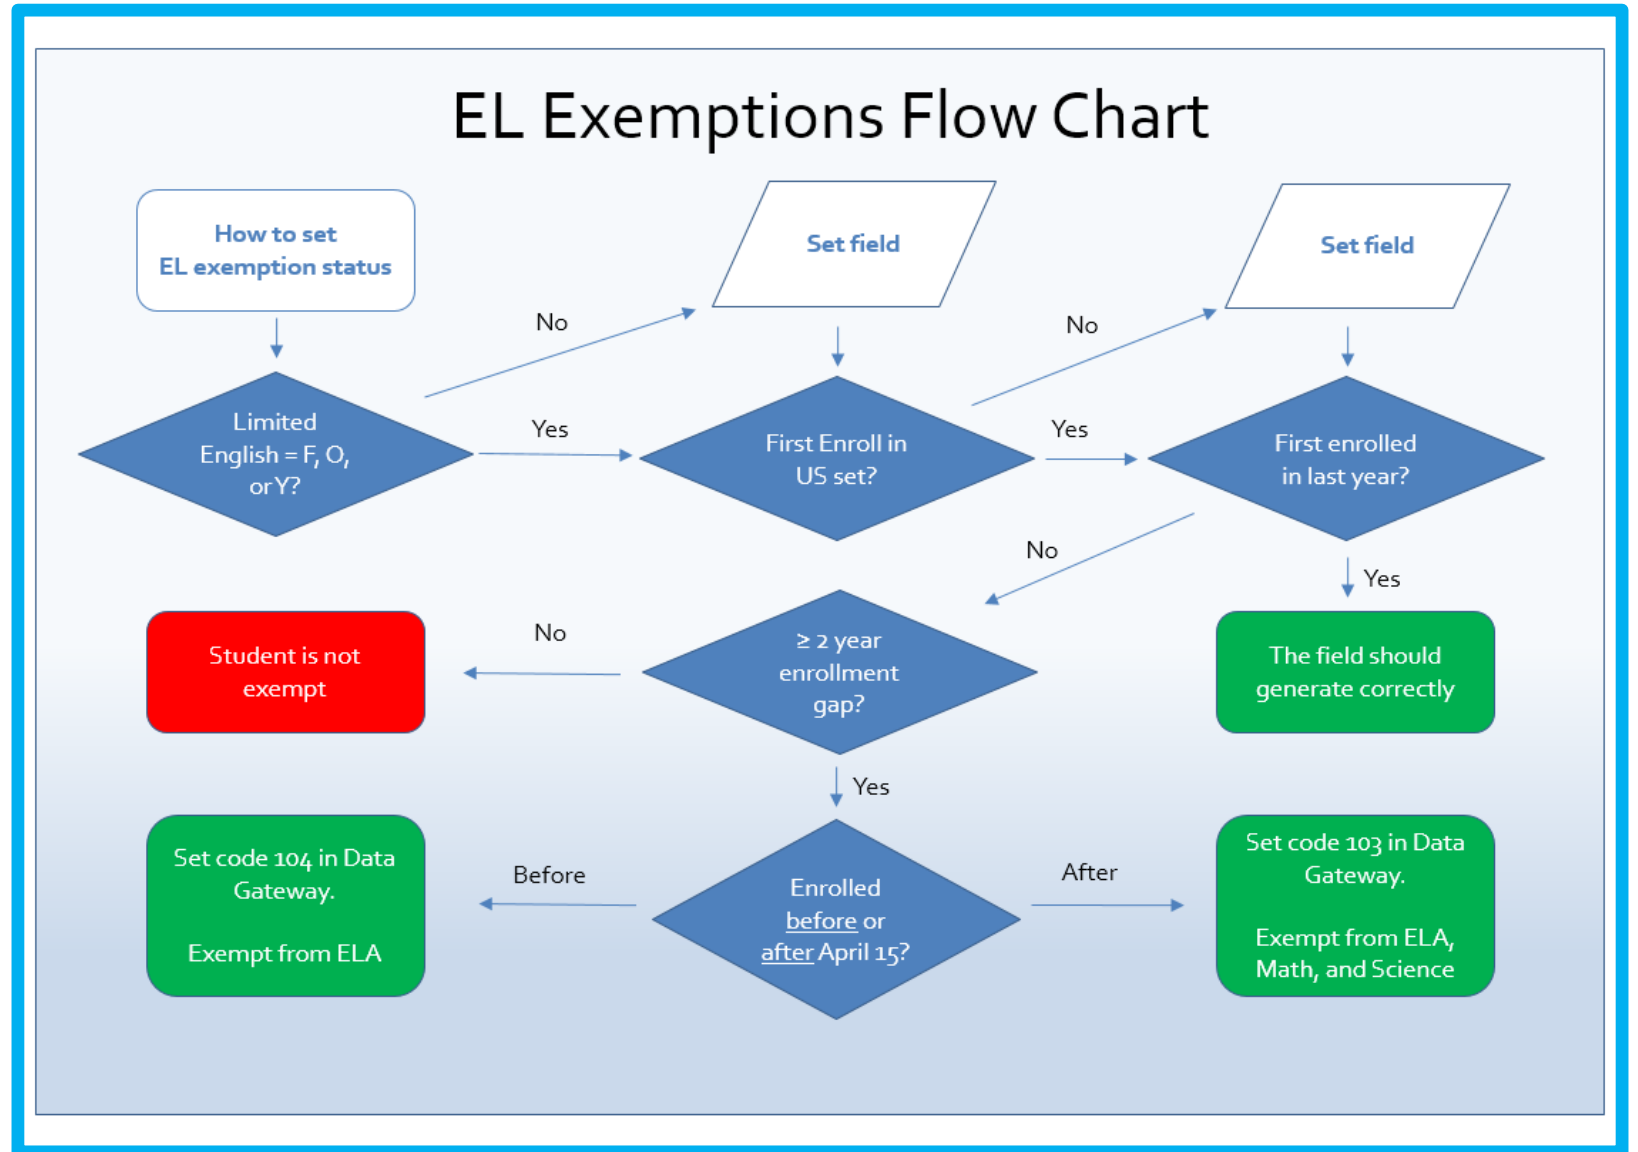 EL Exemptions Flow Chart
How to set
EL exemption status
Set field
Set field
No
No
Limited
English = F, O,
or Y?
Yes
First Enroll in
US set?
Yes
First enrolled
in last year?
No
Yes
Student is not
exempt
No
≥ 2 year
enrollment
gap?
The field should
generate correctly
Yes
Set code 104 in Data
Gateway.
Exempt from ELA
Before
Enrolled
before or
after April 15?
After
Set code 103 in Data
Gateway.
Exempt from ELA,
Math, and Science